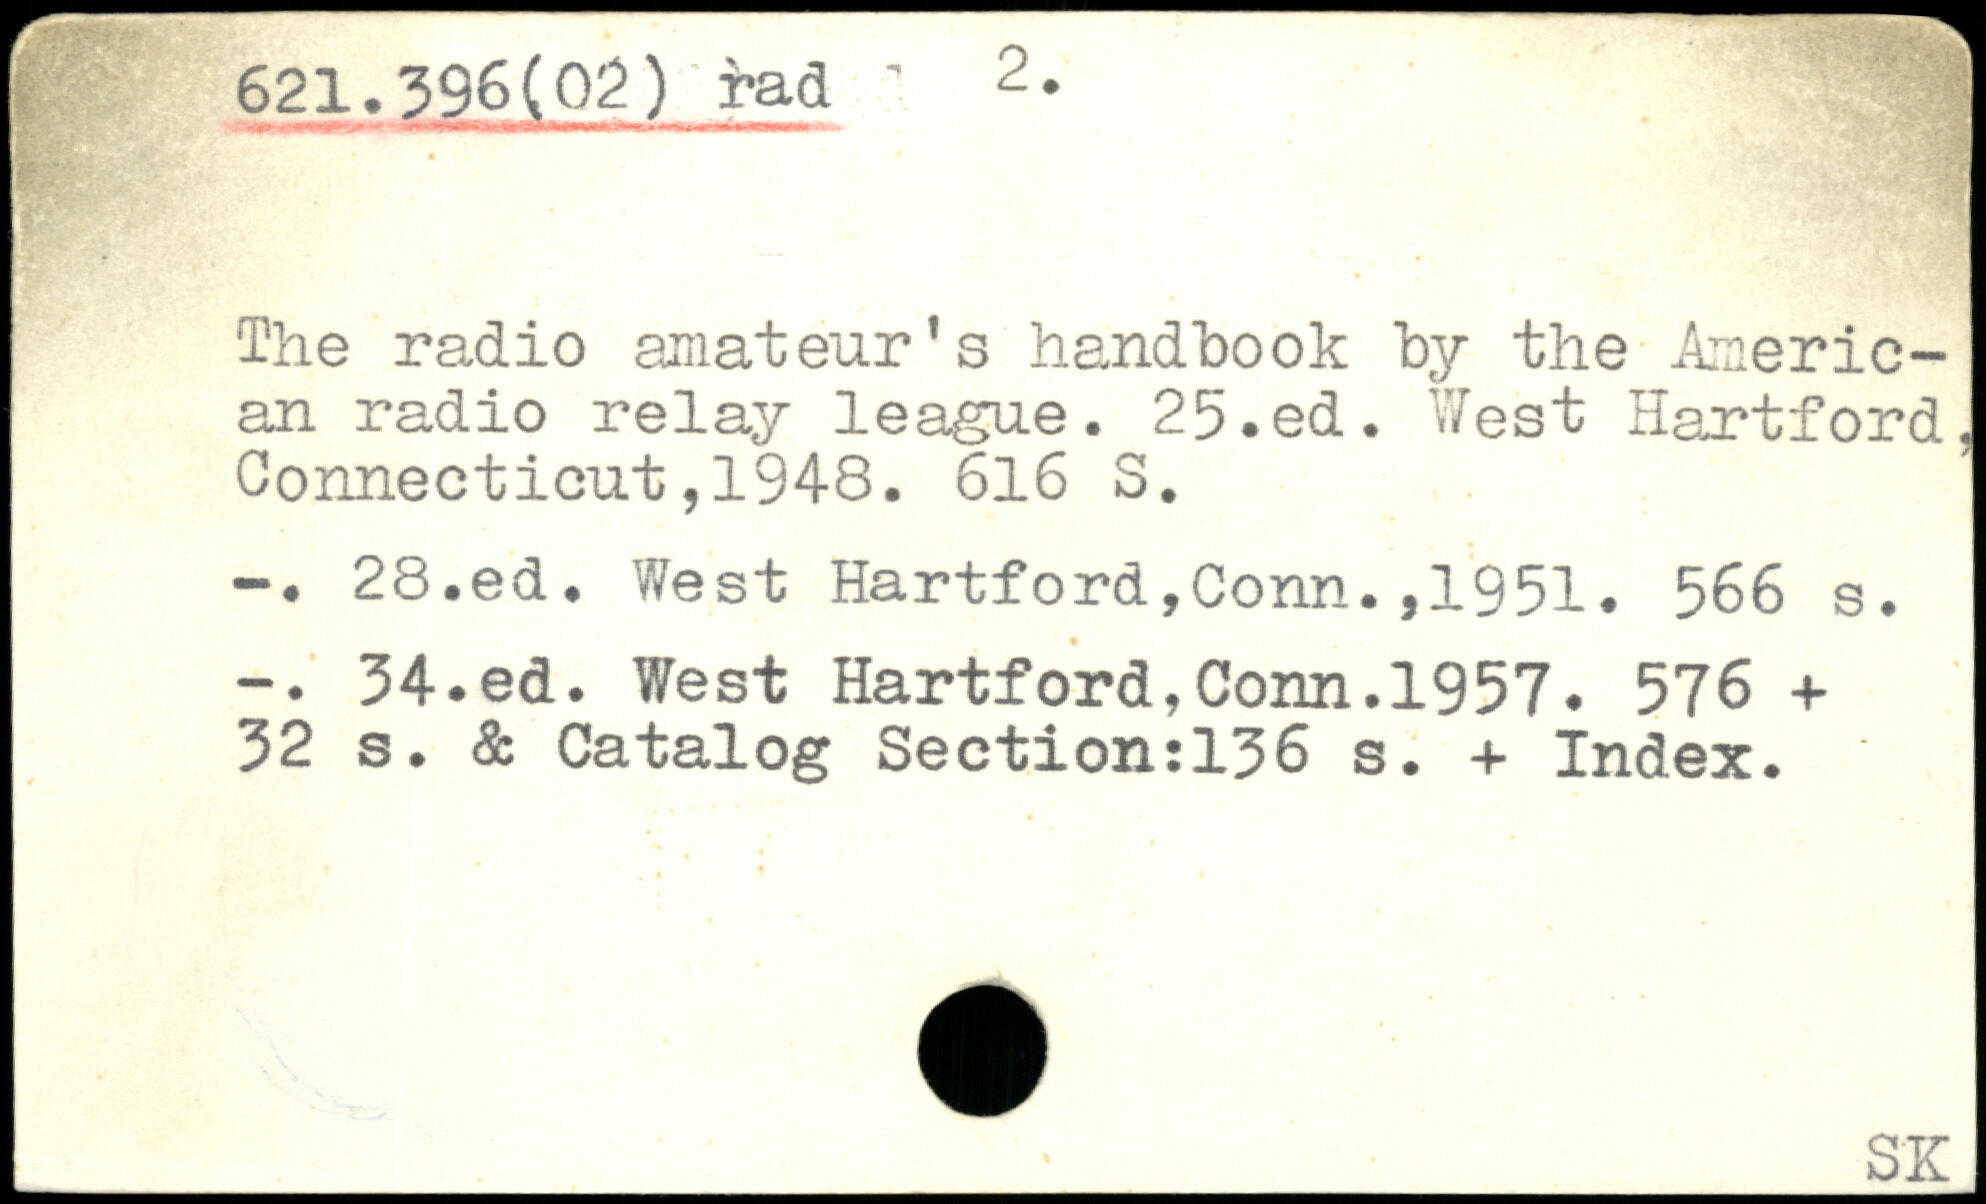 621.396(02) rad 2.
The radio amateur's handbook by the Americ-
an radio relay league. 25.ed. West Hartford,
Connecticut,1948. 616 S.
-. 28.ed. West Hartford,Conn.,1951. 566 s.
-. 34.ed. West Hartford,Conn.1957. 576 +
32 s. & Catalog Section:136 s. + Index.
SK